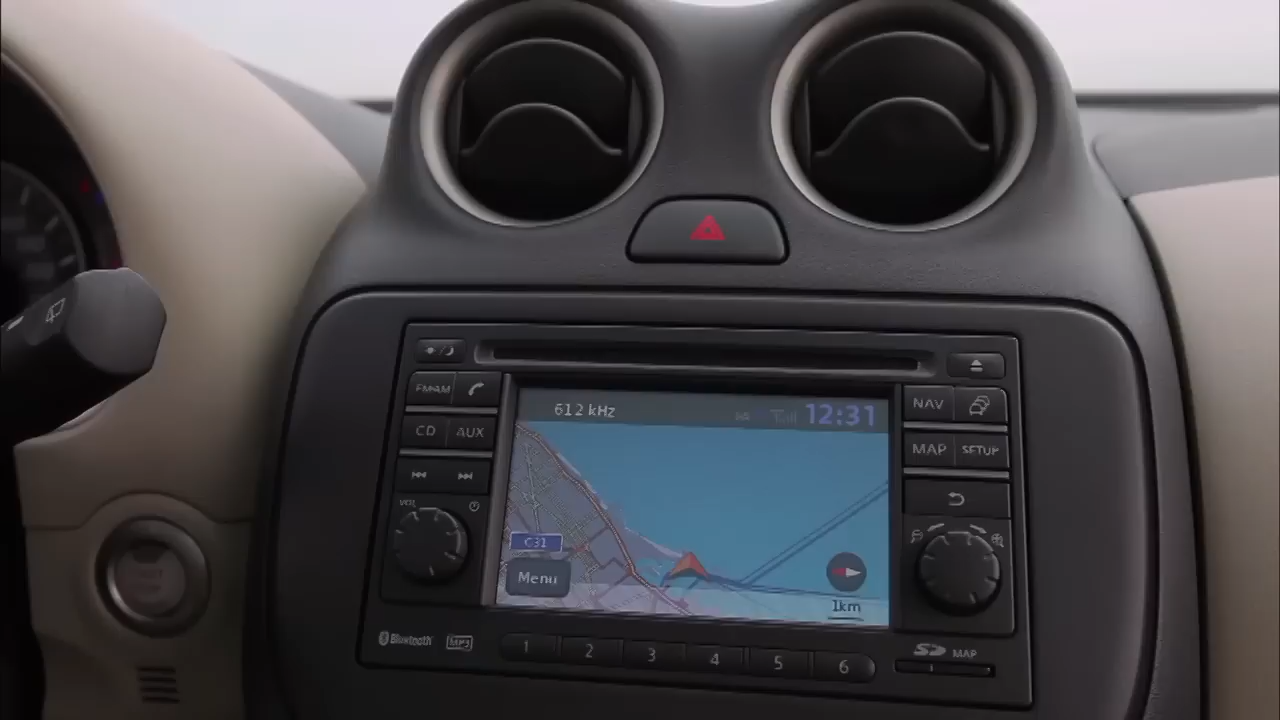 FM·AM
CD AUX
VOL
612 kHz
12:31
C31
Menu
1km
NAV
MAP SETUP
Bluetooth
MP3
1 2 3 4 5 6
SD MAP